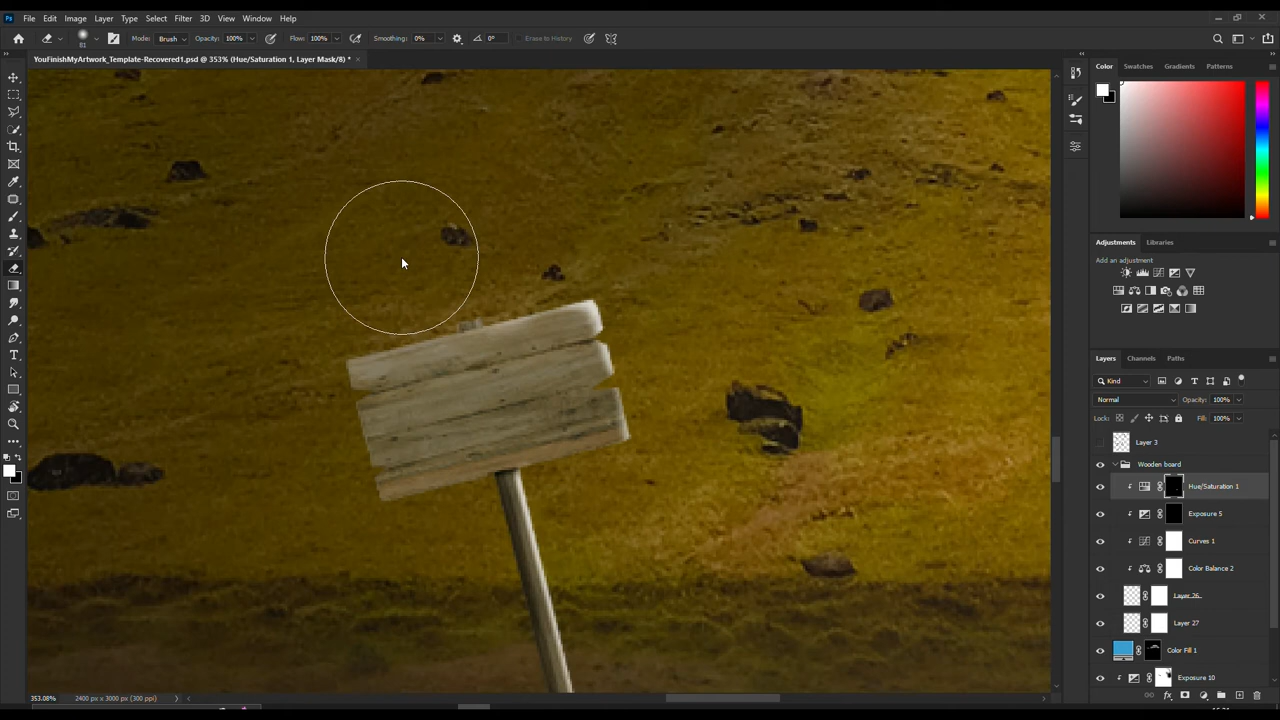 Ps File Edit Image Layer Type Select Filter 3D View Window Help
81 Mode: Brush Opacity: 100% Flow: 100% Smoothing: 0% 0° Erase to History
YouFinishMyArtwork_Template-Recovered1.psd @ 353% (Hue/Saturation 1, Layer Mask/8) *
Color Swatches Gradients Patterns
Adjustments Libraries
Add an adjustment
Layers Channels Paths
Kind
Normal Opacity: 100%
Lock: Fill: 100%
Layer 3
Wooden board
Hue/Saturation 1
Exposure 5
Curves 1
Color Balance 2
Layer 26
Layer 27
Color Fill 1
Exposure 10
353.08% 2400 px x 3000 px (300 ppi)